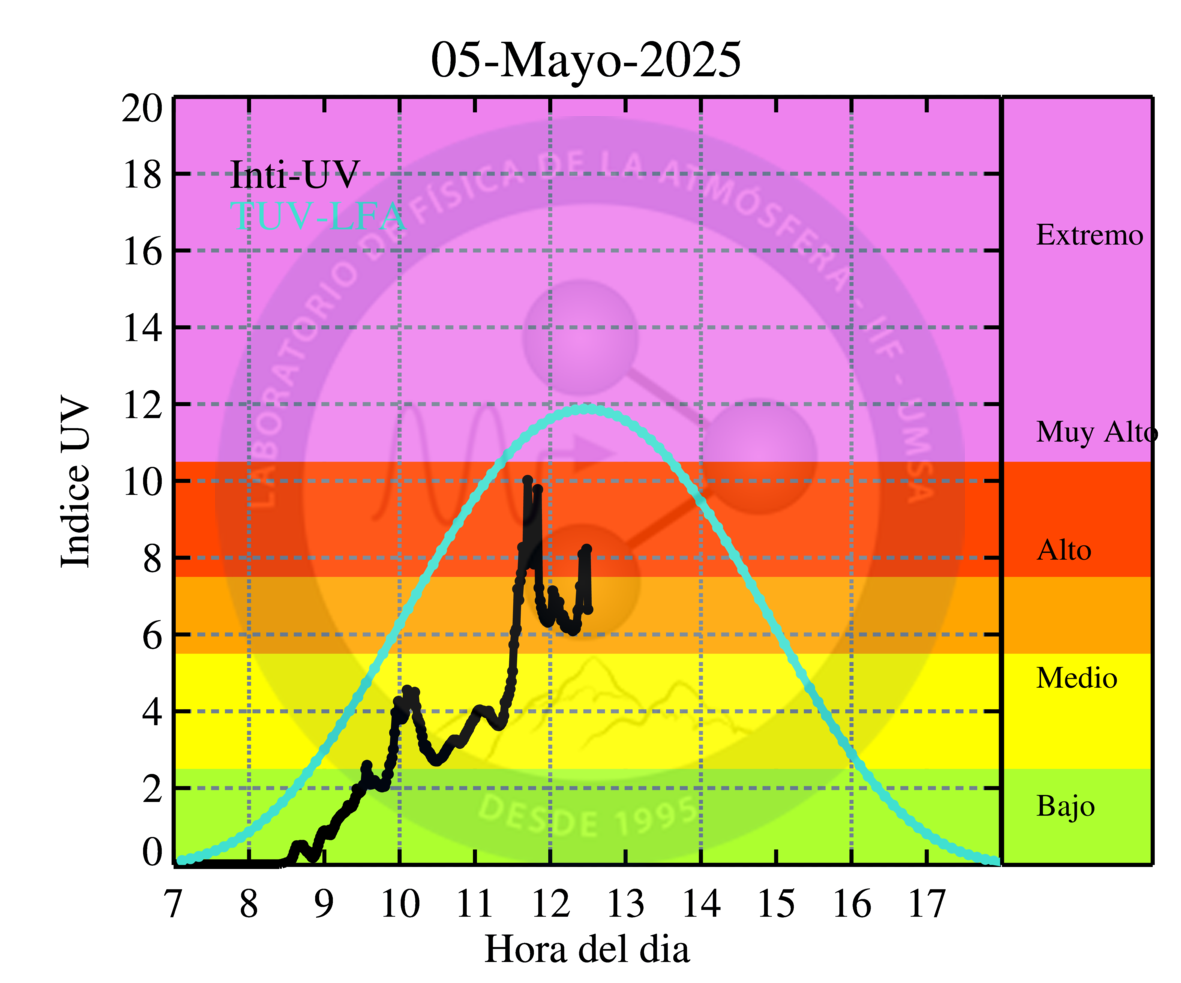 05-Mayo-2025
Inti-UV
TUV-LFA
LABORATORIO DE FÍSICA DE LA ATMÓSFERA - IIF - UMSA
DESDE 1995
Indice UV
20
18
16
14
12
10
8
6
4
2
0
Extremo
Muy Alto
Alto
Medio
Bajo
7 8 9 10 11 12 13 14 15 16 17
Hora del dia